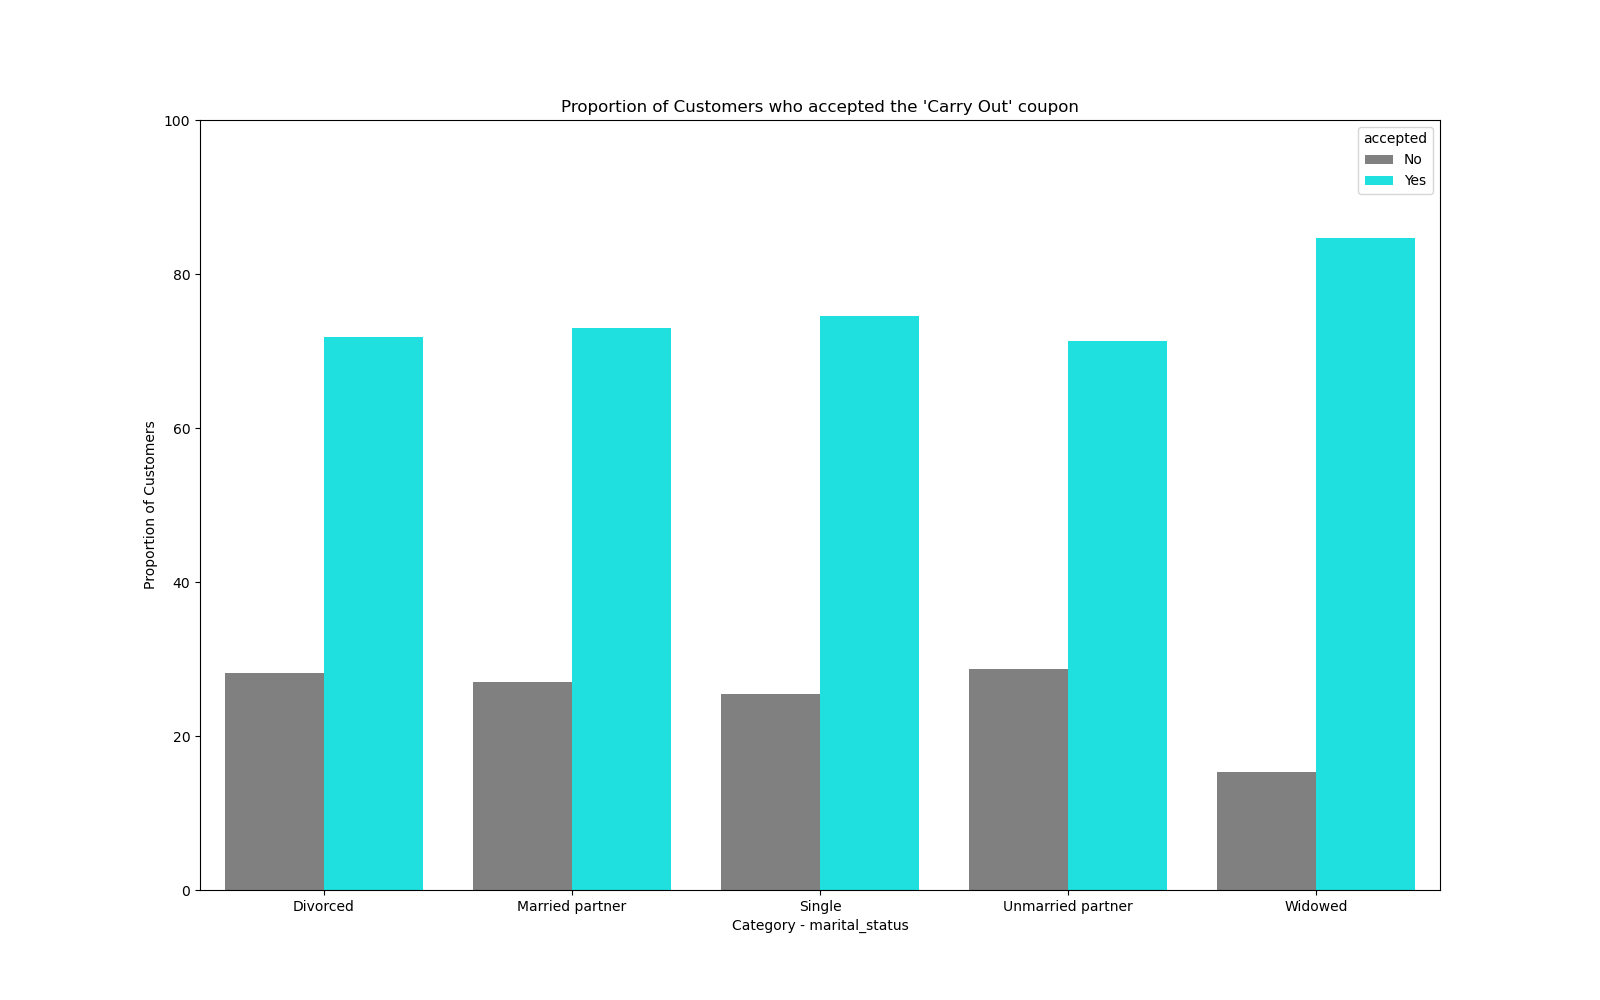 Proportion of Customers who accepted the 'Carry Out' coupon
accepted
No
Yes
100
80
60
40
20
0
Proportion of Customers
Divorced
Married partner
Single
Unmarried partner
Widowed
Category - marital_status